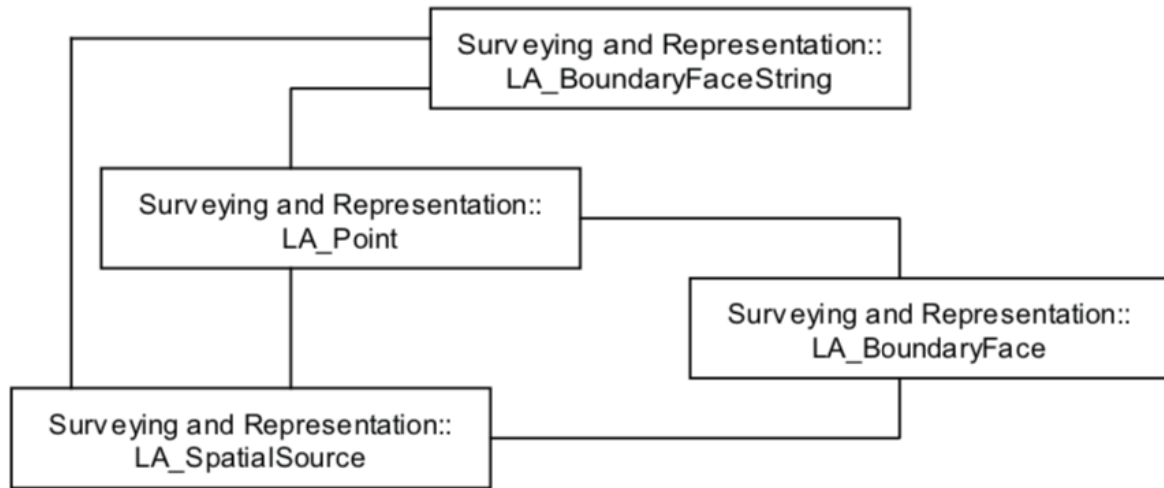 Surveying and Representation::
LA_BoundaryFaceString
Surveying and Representation::
LA_Point
Surveying and Representation::
LA_BoundaryFace
Surveying and Representation::
LA_SpatialSource